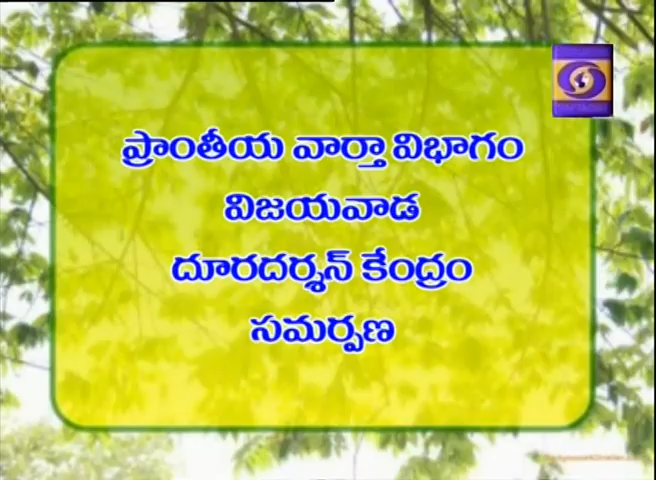 ప్రాంతీయ వార్తా విభాగం
విజయవాడ
దూరదర్శన్ కేంద్రం
సమర్పణ